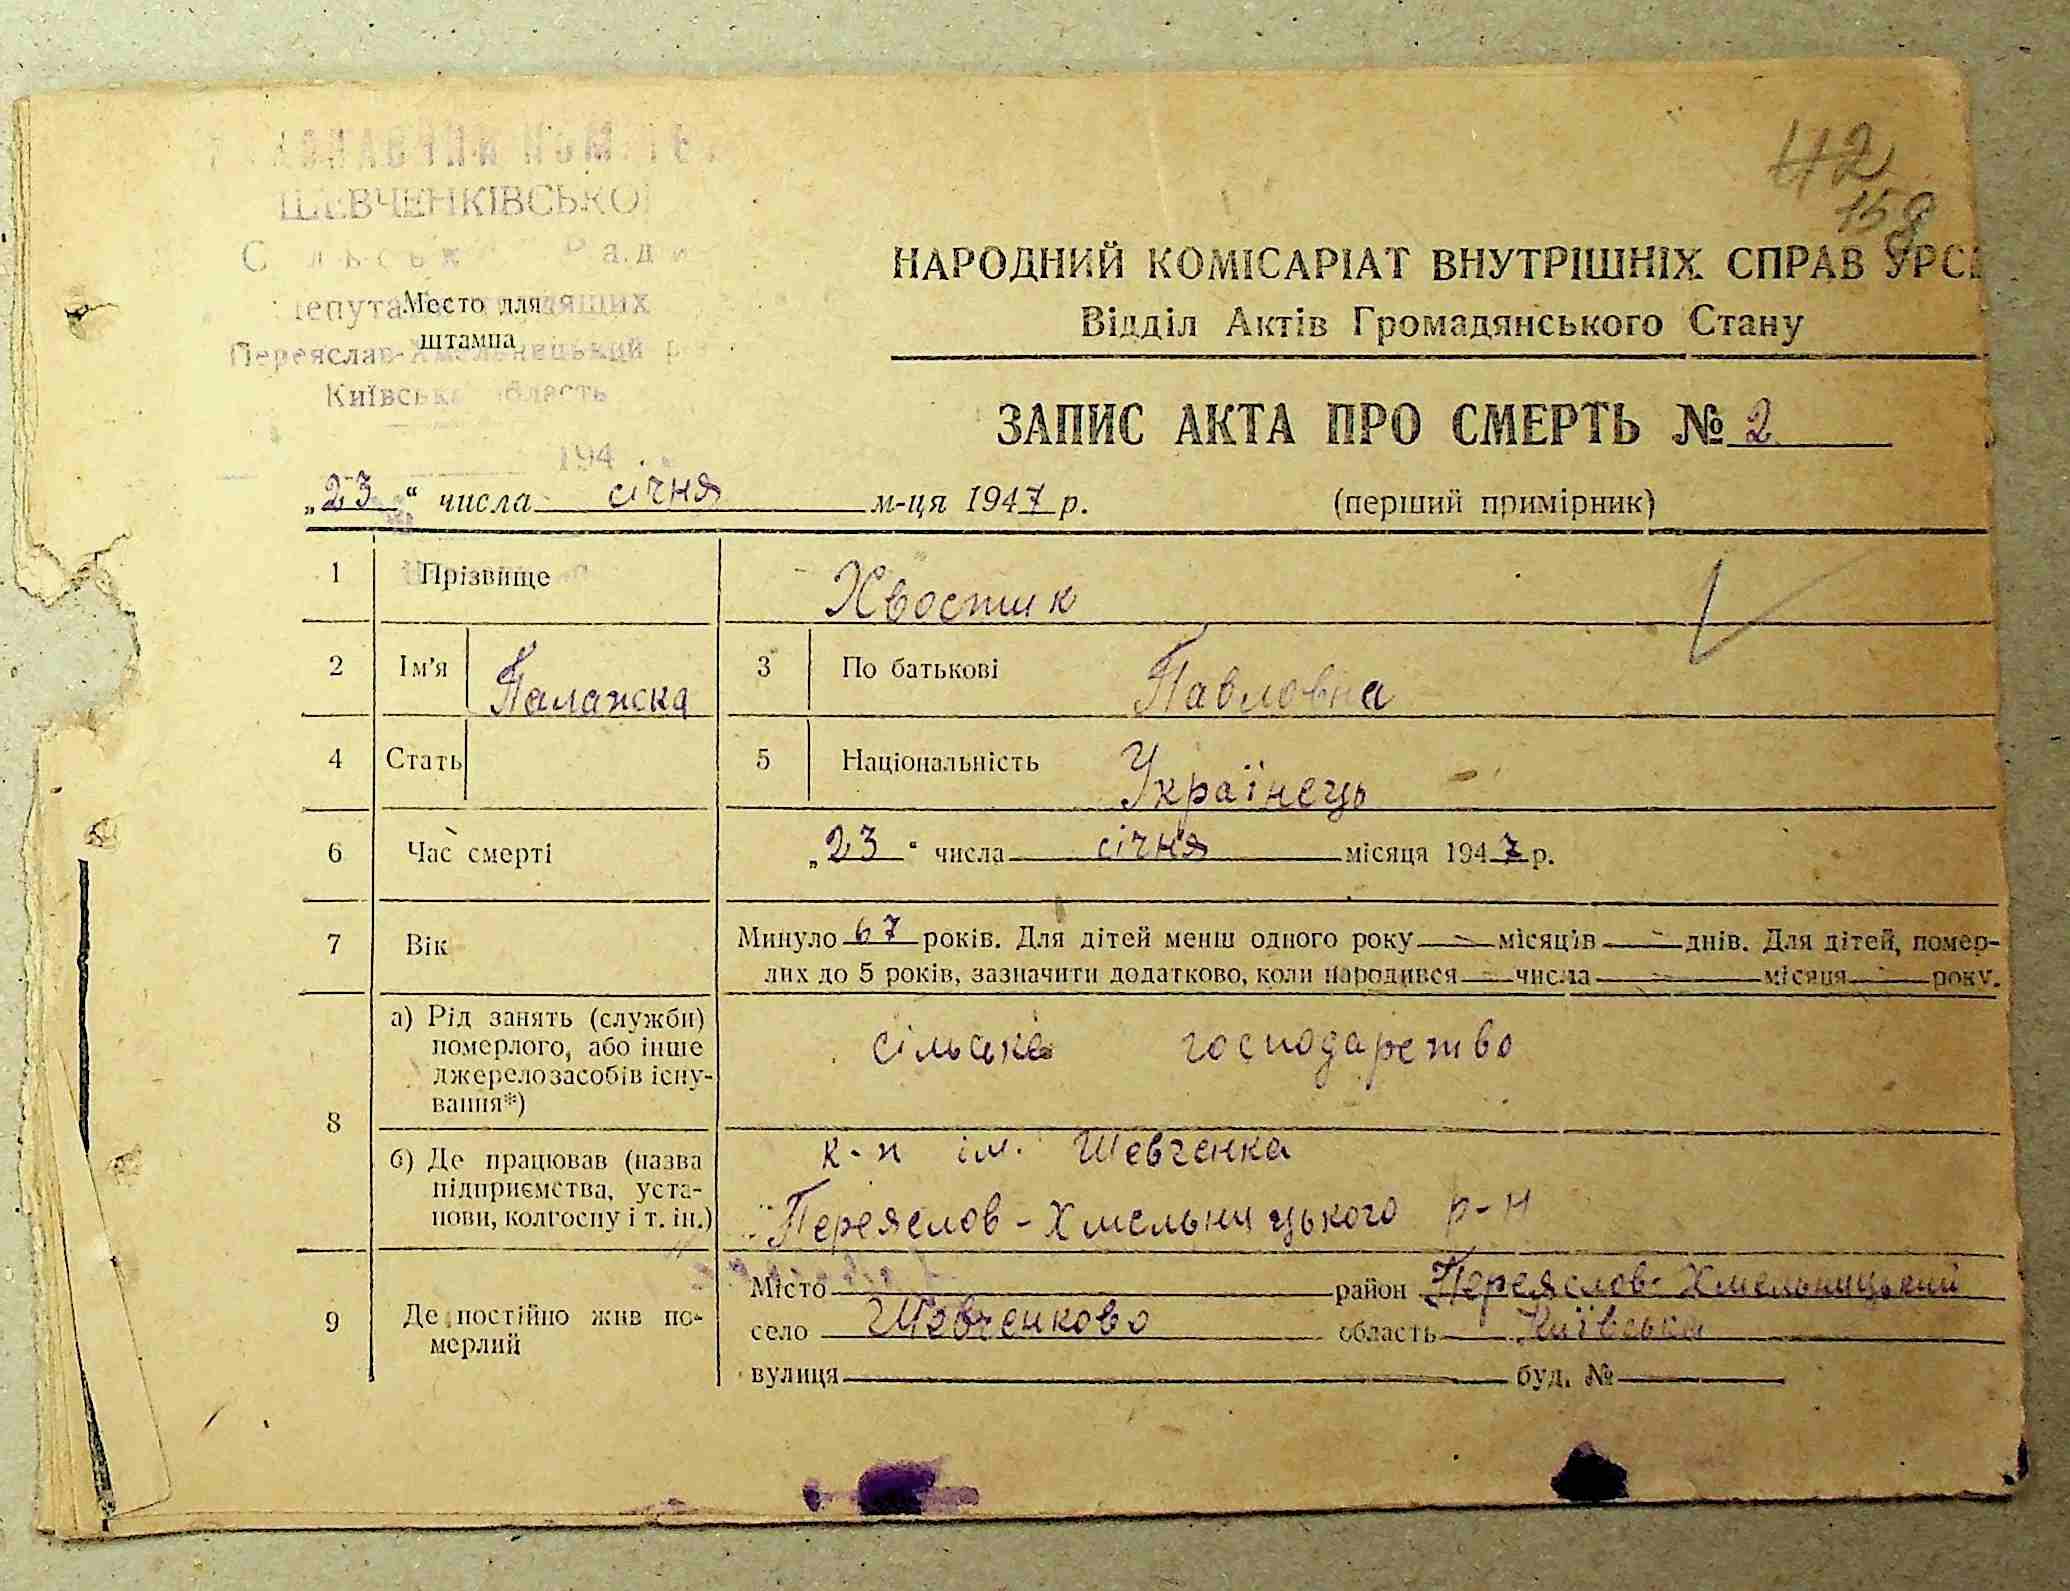 42
158
ШЕВЧЕНКІВСЬКОЇ
Место для
штампа
Переяслав-Хмельницький
Київська область
194
НАРОДНИЙ КОМІСАРІАТ ВНУТРІШНІХ СПРАВ УРСР
Відділ Актів Громадянського Стану
ЗАПИС АКТА ПРО СМЕРТЬ № 2
„23“ числа січня м-ця 1947 р. (перший примірник)
1 Прізвище Хвостик
2 Ім'я Палажка 3 По батькові Павловна
4 Стать 5 Національність Українець
6 Час смерті „23“ числа січня місяця 1947 р.
7 Вік Минуло 67 років. Для дітей менш одного року — місяців — днів. Для дітей, помер-
лих до 5 років, зазначити додатково, коли народився — числа — місяця — року.
8 а) Рід занять (служби)
померлого, або інше
джерело засобів існу-
вання*)
сільське господарство
б) Де працював (назва
підприємства, уста-
нови, колгоспу і т. ін.)
к-п ім. Шевченка
Переяслов-Хмельницького р-н
9 Де постійно жив по-
мерлий
Місто район Переяслов-Хмельницький
село Шевченково область Київська
вулиця буд. №